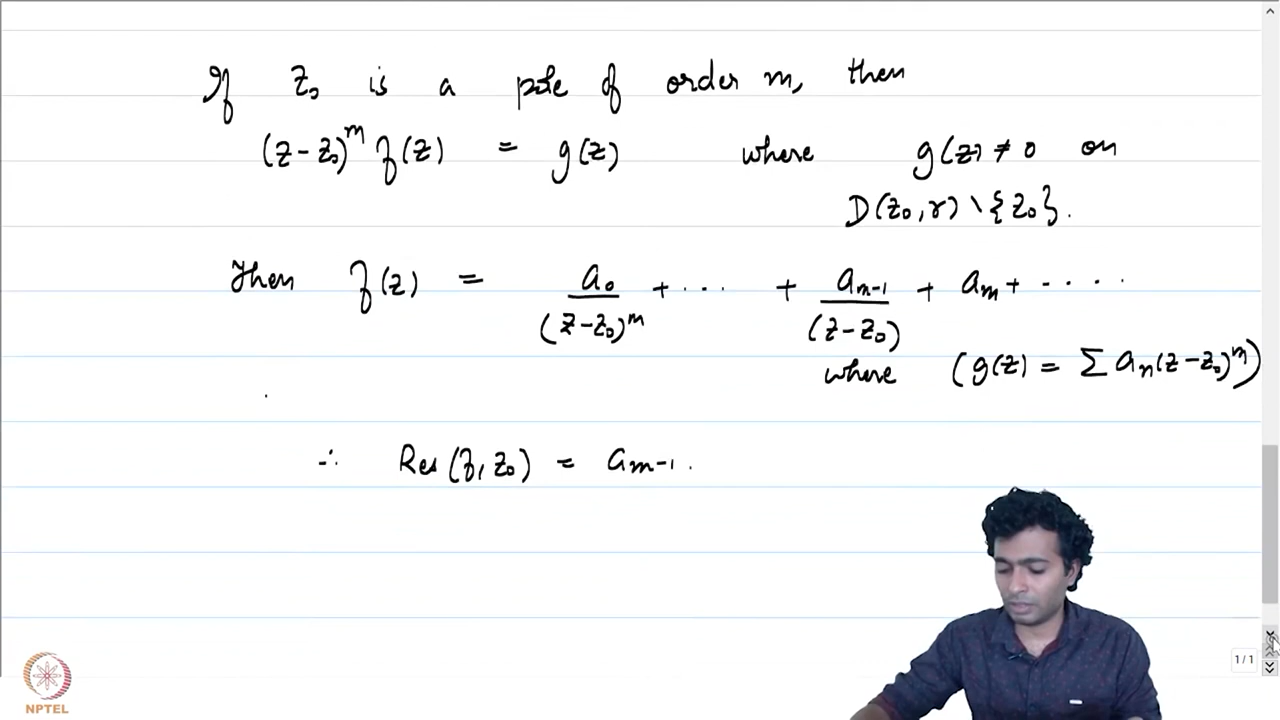 If z₀ is a pole of order m, then
(z-z₀)^m f(z) = g(z) where g(z) ≠ 0 on
D(z₀, r) \ {z₀}.
Then f(z) = a₀/(z-z₀)^m + ... + a_{m-1}/(z-z₀) + a_m + .....
where (g(z) = Σ a_n (z-z₀)^m)
∴ Res(f, z₀) = a_{m-1}.
1/1
NPTEL